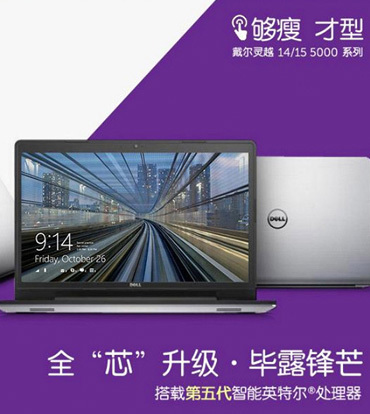 够瘦 才型
戴尔灵越 14/15 5000 系列
9:14
Friday, October 26
DELL
DELL
全“芯”升级·毕露锋芒
搭载第五代智能英特尔®处理器